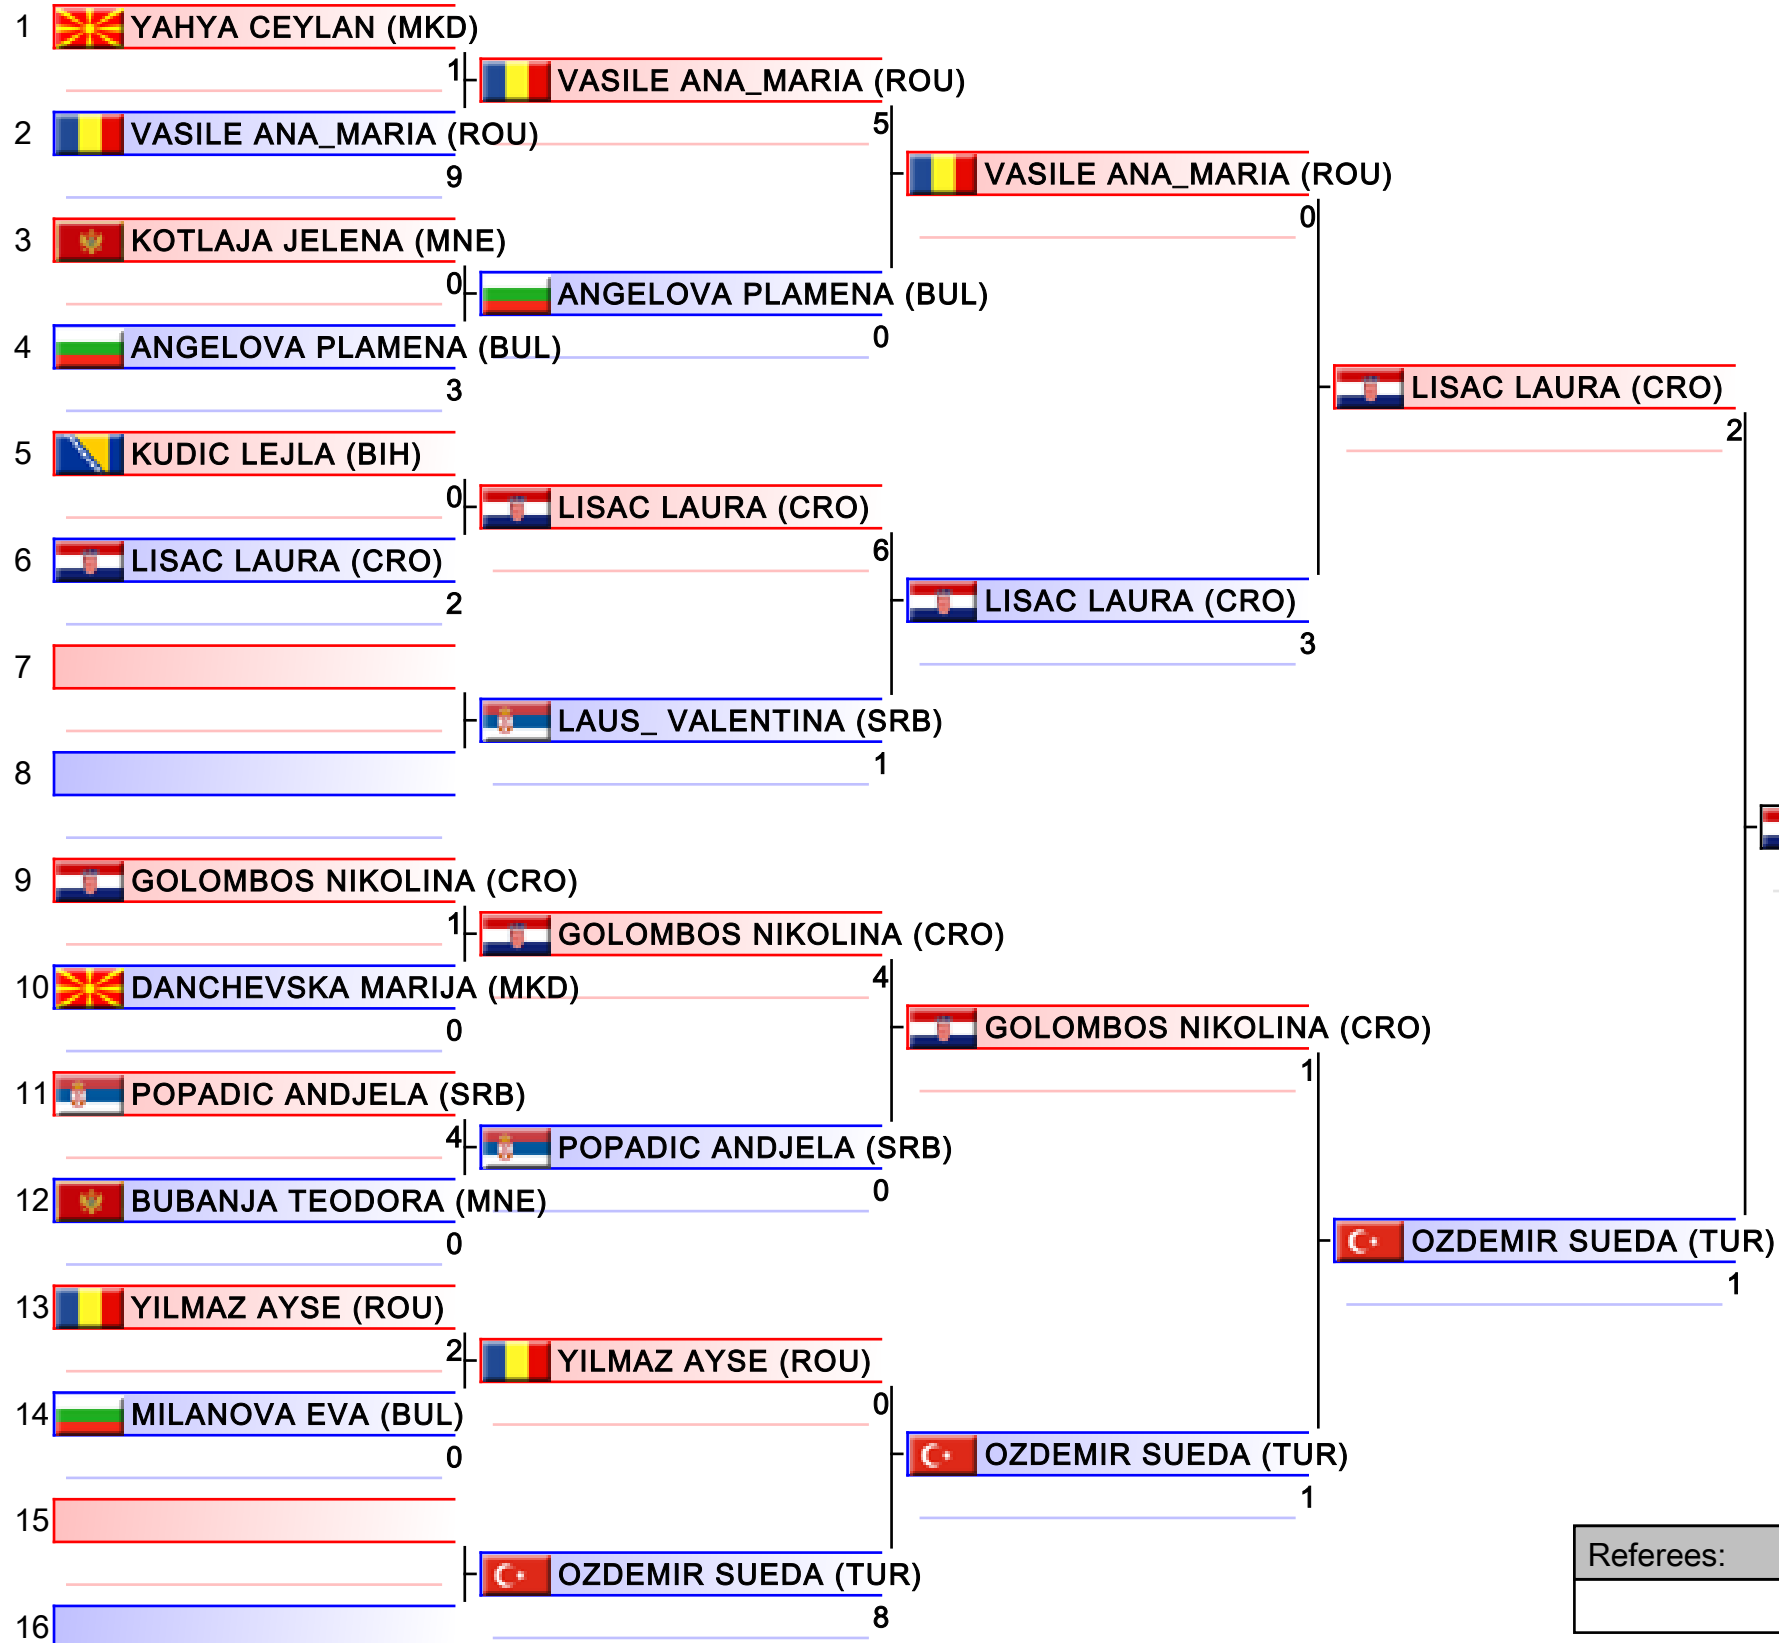 1 YAHYA CEYLAN (MKD)
1
VASILE ANA_MARIA (ROU)
5
2 VASILE ANA_MARIA (ROU)
9
VASILE ANA_MARIA (ROU)
0
3 KOTLAJA JELENA (MNE)
0
ANGELOVA PLAMENA (BUL)
0
4 ANGELOVA PLAMENA (BUL)
3
LISAC LAURA (CRO)
2
5 KUDIC LEJLA (BIH)
0
LISAC LAURA (CRO)
6
6 LISAC LAURA (CRO)
2
LISAC LAURA (CRO)
3
7
LAUS_ VALENTINA (SRB)
1
8
9 GOLOMBOS NIKOLINA (CRO)
1
GOLOMBOS NIKOLINA (CRO)
4
10 DANCHEVSKA MARIJA (MKD)
0
GOLOMBOS NIKOLINA (CRO)
1
11 POPADIC ANDJELA (SRB)
4
POPADIC ANDJELA (SRB)
0
12 BUBANJA TEODORA (MNE)
0
OZDEMIR SUEDA (TUR)
1
13 YILMAZ AYSE (ROU)
2
YILMAZ AYSE (ROU)
0
14 MILANOVA EVA (BUL)
0
OZDEMIR SUEDA (TUR)
1
15
OZDEMIR SUEDA (TUR)
8
16
Referees: